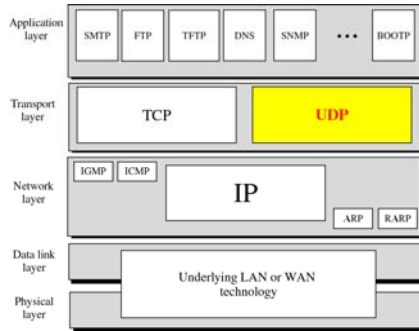 Application layer
SMTP FTP TFTP DNS SNMP ••• BOOTP
Transport layer
TCP UDP
Network layer
IGMP ICMP
IP
ARP RARP
Data link layer
Underlying LAN or WAN technology
Physical layer